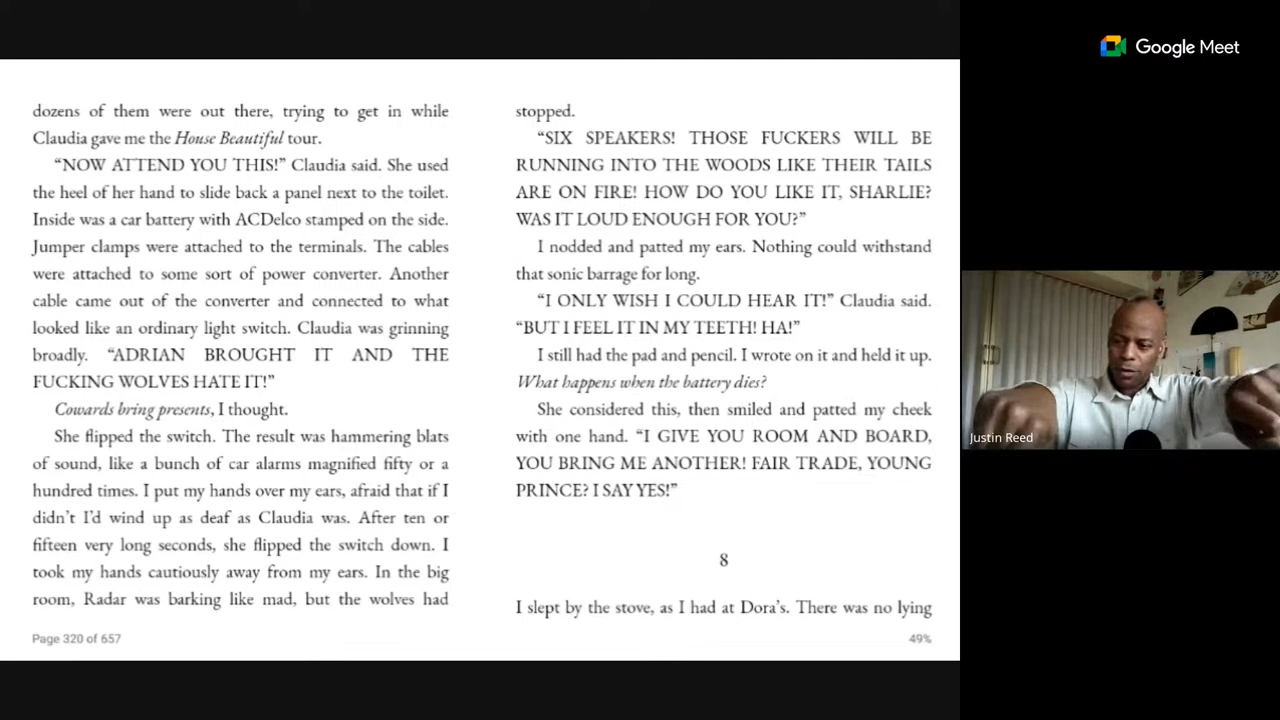 Google Meet
dozens of them were out there, trying to get in while
Claudia gave me the House Beautiful tour.
“NOW ATTEND YOU THIS!” Claudia said. She used
the heel of her hand to slide back a panel next to the toilet.
Inside was a car battery with ACDelco stamped on the side.
Jumper clamps were attached to the terminals. The cables
were attached to some sort of power converter. Another
cable came out of the converter and connected to what
looked like an ordinary light switch. Claudia was grinning
broadly. “ADRIAN BROUGHT IT AND THE
FUCKING WOLVES HATE IT!”
Cowards bring presents, I thought.
She flipped the switch. The result was hammering blats
of sound, like a bunch of car alarms magnified fifty or a
hundred times. I put my hands over my ears, afraid that if I
didn’t I’d wind up as deaf as Claudia was. After ten or
fifteen very long seconds, she flipped the switch down. I
took my hands cautiously away from my ears. In the big
room, Radar was barking like mad, but the wolves had
Page 320 of 657
stopped.
“SIX SPEAKERS! THOSE FUCKERS WILL BE
RUNNING INTO THE WOODS LIKE THEIR TAILS
ARE ON FIRE! HOW DO YOU LIKE IT, SHARLIE?
WAS IT LOUD ENOUGH FOR YOU?”
I nodded and patted my ears. Nothing could withstand
that sonic barrage for long.
“I ONLY WISH I COULD HEAR IT!” Claudia said.
“BUT I FEEL IT IN MY TEETH! HA!”
I still had the pad and pencil. I wrote on it and held it up.
What happens when the battery dies?
She considered this, then smiled and patted my cheek
with one hand. “I GIVE YOU ROOM AND BOARD,
YOU BRING ME ANOTHER! FAIR TRADE, YOUNG
PRINCE? I SAY YES!”
8
I slept by the stove, as I had at Dora’s. There was no lying
49%
Justin Reed